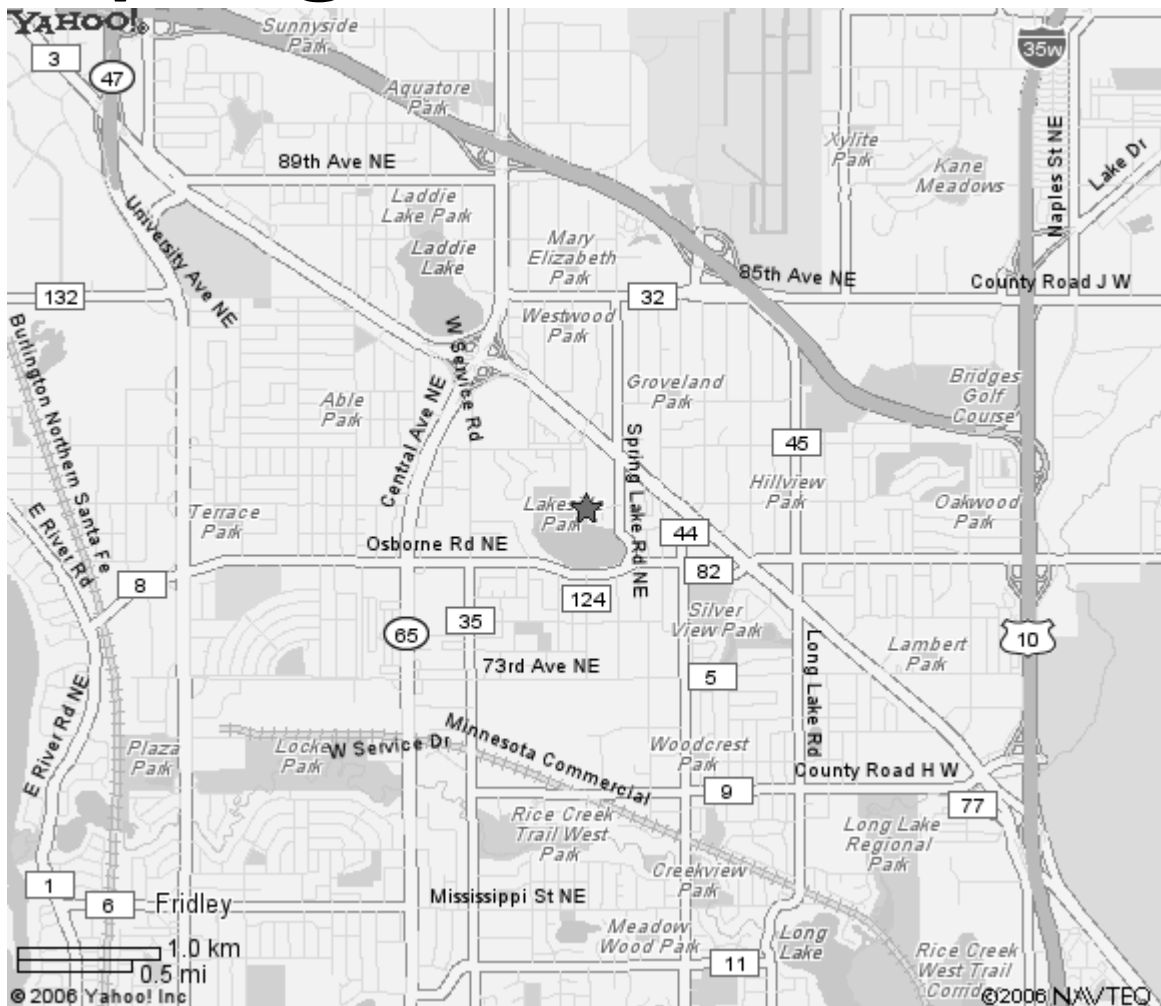 YAHOO!®
Sunnyside
Park
3
47
35W
Aquatore
Park
89th Ave NE
Xylite
Park
Kane
Meadows
Naples St NE
Lake Dr
Laddie
Lake Park
Laddie
Lake
University Ave NE
Mary
Elizabeth
Park
85th Ave NE
County Road J W
132
32
Westwood
Park
Burlington Northern Santa Fe
W Service Rd
Able
Park
Groveland
Park
Bridges
Golf
Course
Central Ave NE
Spring Lake Rd NE
45
Hillview
Park
Oakwood
Park
Terrace
Park
Park
E River Rd
Osborne Rd NE
44
8
82
124
35
65
Silver
View Park
10
Lambert
Park
73rd Ave NE
5
Long Lake Rd
E River Rd NE
Plaza
Park
Locke
Park
W Service Dr
Minnesota Commercial
Woodcrest
Park
County Road H W
9
77
Rice Creek
Trail West
Park
Long Lake
Regional
Park
Creekview
Park
1
6
Fridley
Mississippi St NE
Meadow
Wood Park
Long
Lake
11
Rice Creek
West Trail
1.0 km
0.5 mi
© 2006 Yahoo! Inc
©2006 NAVTEQ